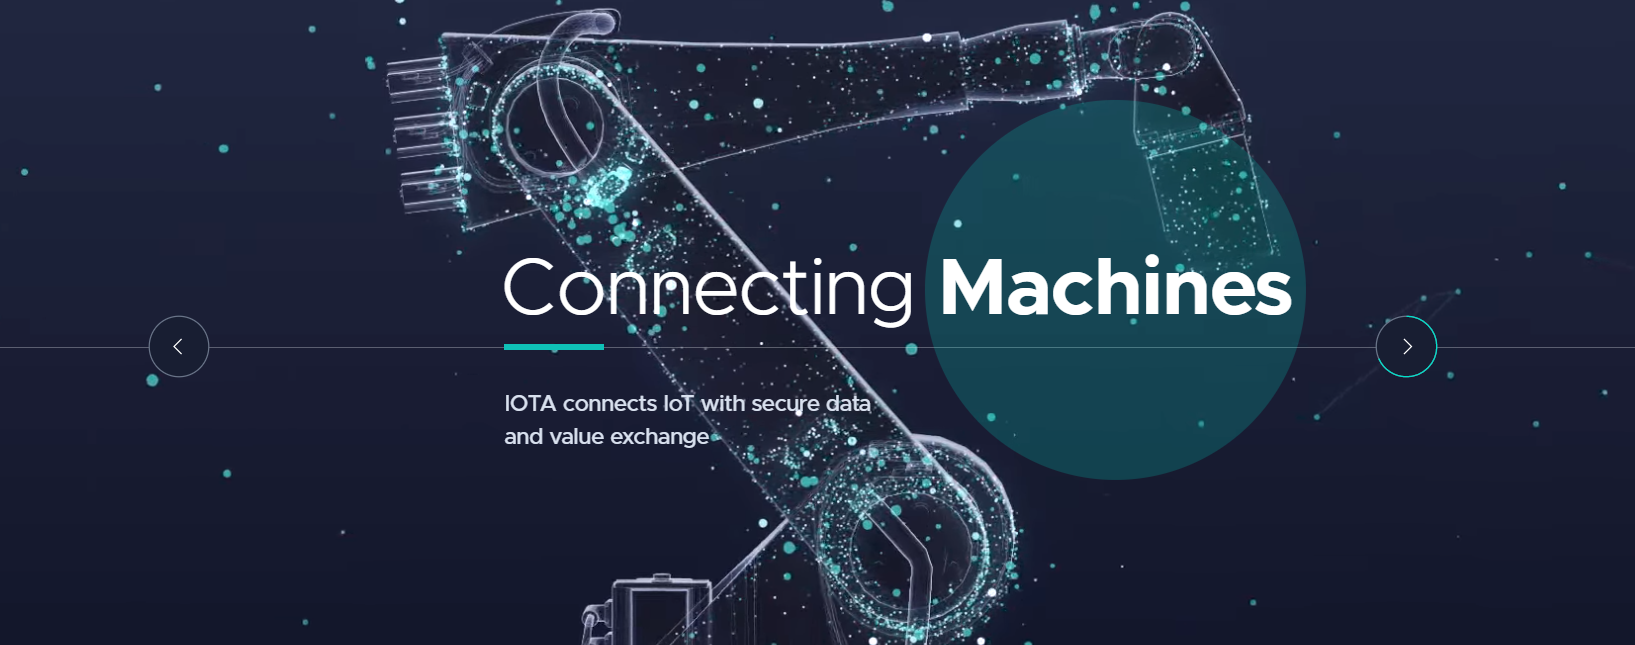 Connecting Machines
IOTA connects IoT with secure data
and value exchange